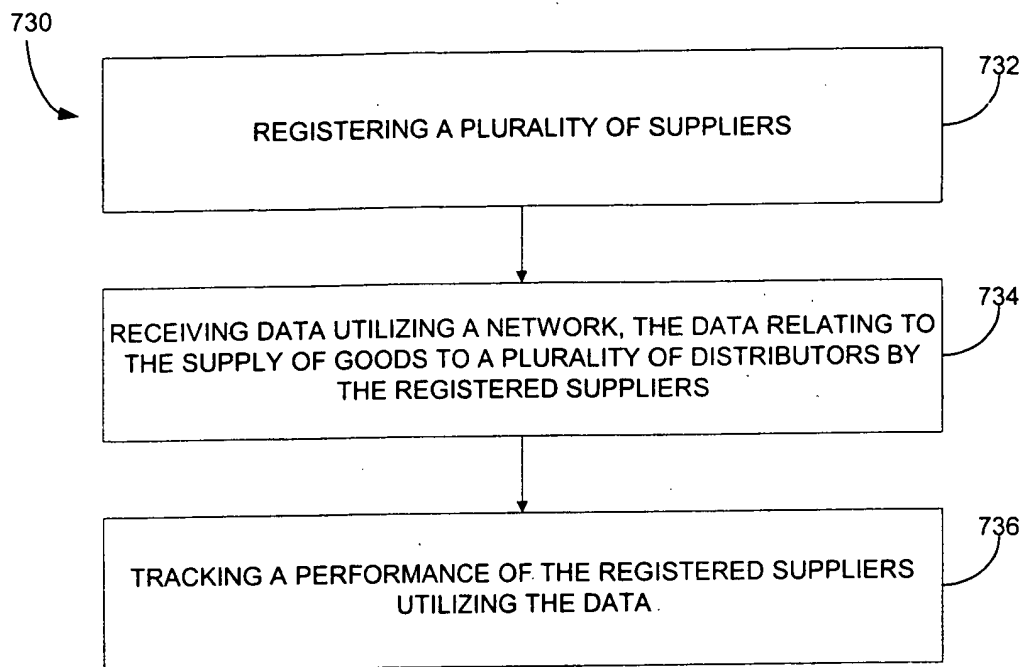 730
732
REGISTERING A PLURALITY OF SUPPLIERS
734
RECEIVING DATA UTILIZING A NETWORK, THE DATA RELATING TO
THE SUPPLY OF GOODS TO A PLURALITY OF DISTRIBUTORS BY
THE REGISTERED SUPPLIERS
736
TRACKING A PERFORMANCE OF THE REGISTERED SUPPLIERS
UTILIZING THE DATA